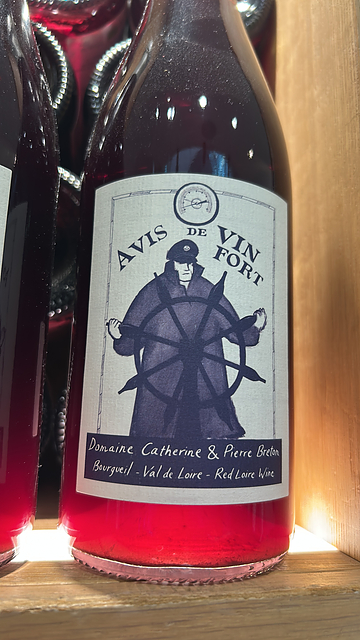 AVIS DE VIN FORT
Domaine Catherine & Pierre Breton
Bourgueil - Val de Loire - Red Loire Wine